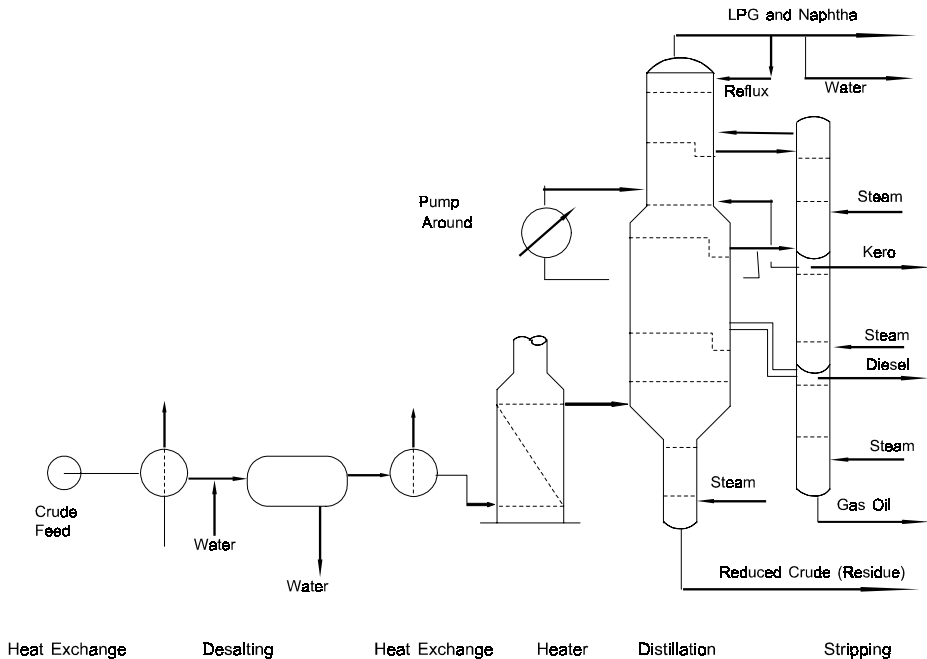 LPG and Naphtha
Reflux
Water
Pump
Around
Steam
Kero
Steam
Diesel
Steam
Steam
Gas Oil
Crude
Feed
Water
Water
Reduced Crude (Residue)
Heat Exchange
Desalting
Heat Exchange
Heater
Distillation
Stripping